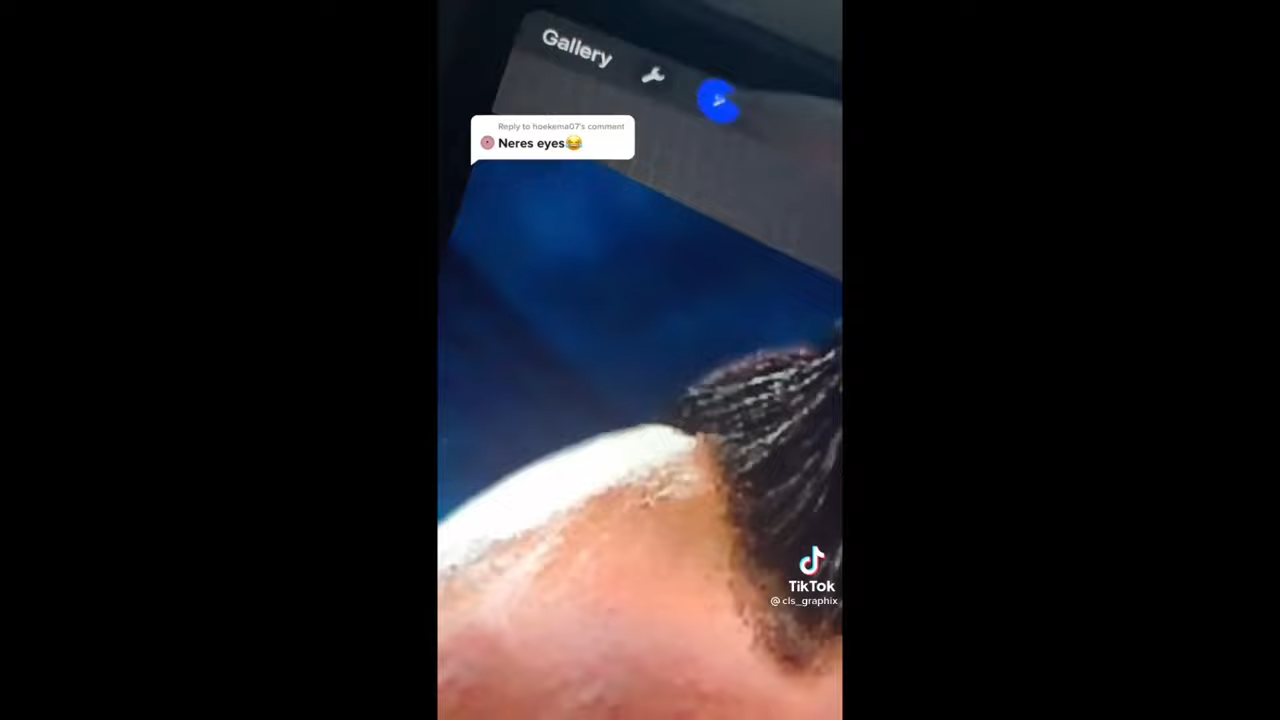 Gallery
Reply to hoekema07's comment
Neres eyes😂
TikTok
@ cls_graphix